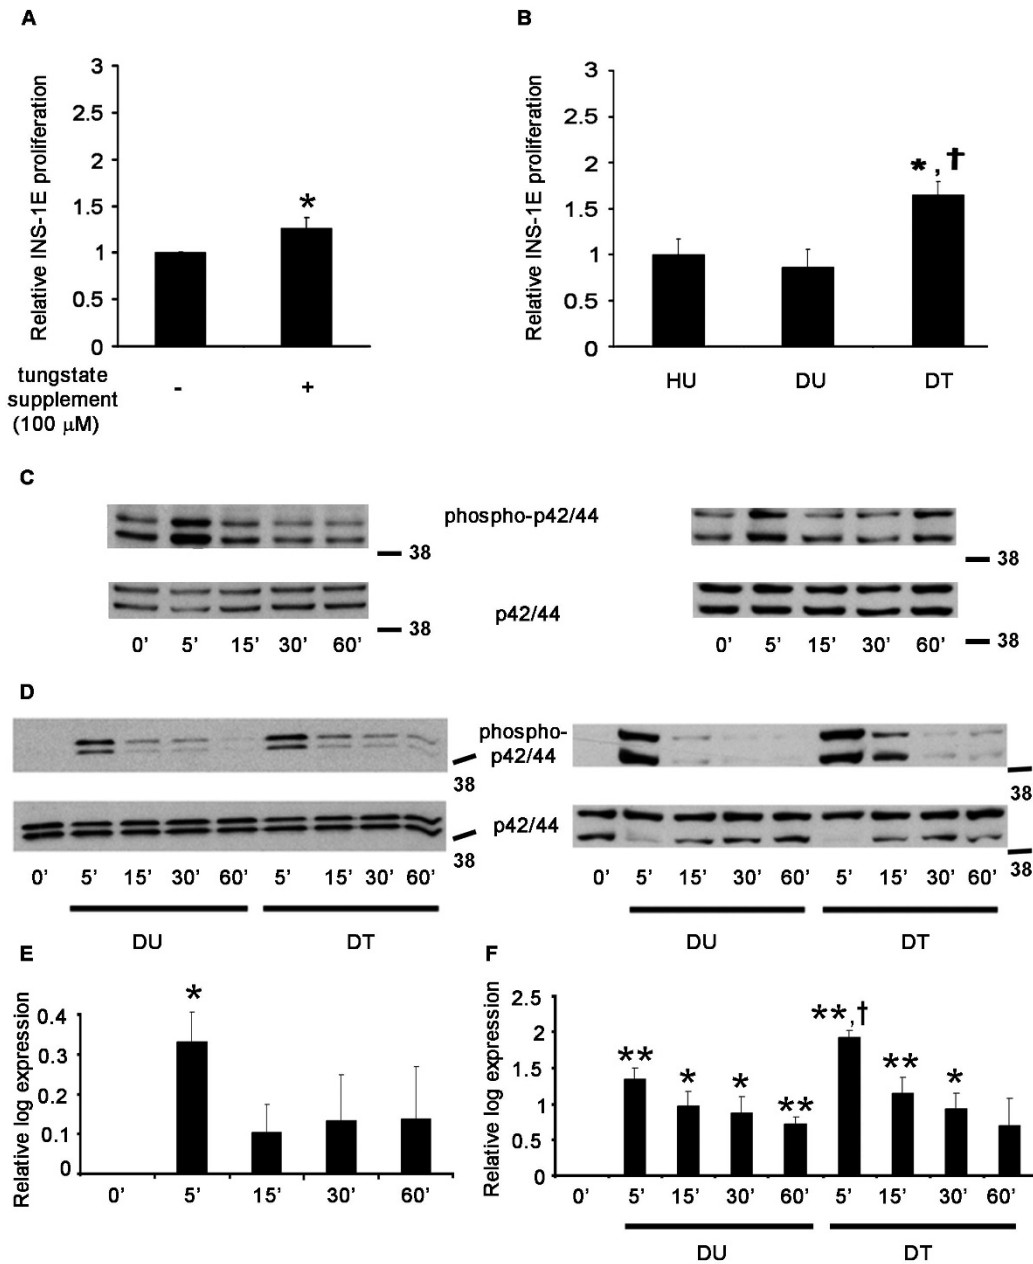 A
3
2.5
2
1.5
1
0.5
0
Relative INS-1E proliferation
*
tungstate
supplement
(100 μM)
-
+
B
3
2.5
2
1.5
1
0.5
0
Relative INS-1E proliferation
*,†
HU DU DT
C
phospho-p42/44
38
38
p42/44
38
38
0' 5' 15' 30' 60'
0' 5' 15' 30' 60'
D
phospho-
p42/44
38
38
p42/44
38
38
0' 5' 15' 30' 60' 5' 15' 30' 60'
DU DT
0' 5' 15' 30' 60' 5' 15' 30' 60'
DU DT
E
Relative log expression
0.4
0.3
0.2
0.1
0
*
0' 5' 15' 30' 60'
F
Relative log expression
2.5
2
1.5
1
0.5
0
** * * ** **,† ** *
0' 5' 15' 30' 60' 5' 15' 30' 60'
DU DT